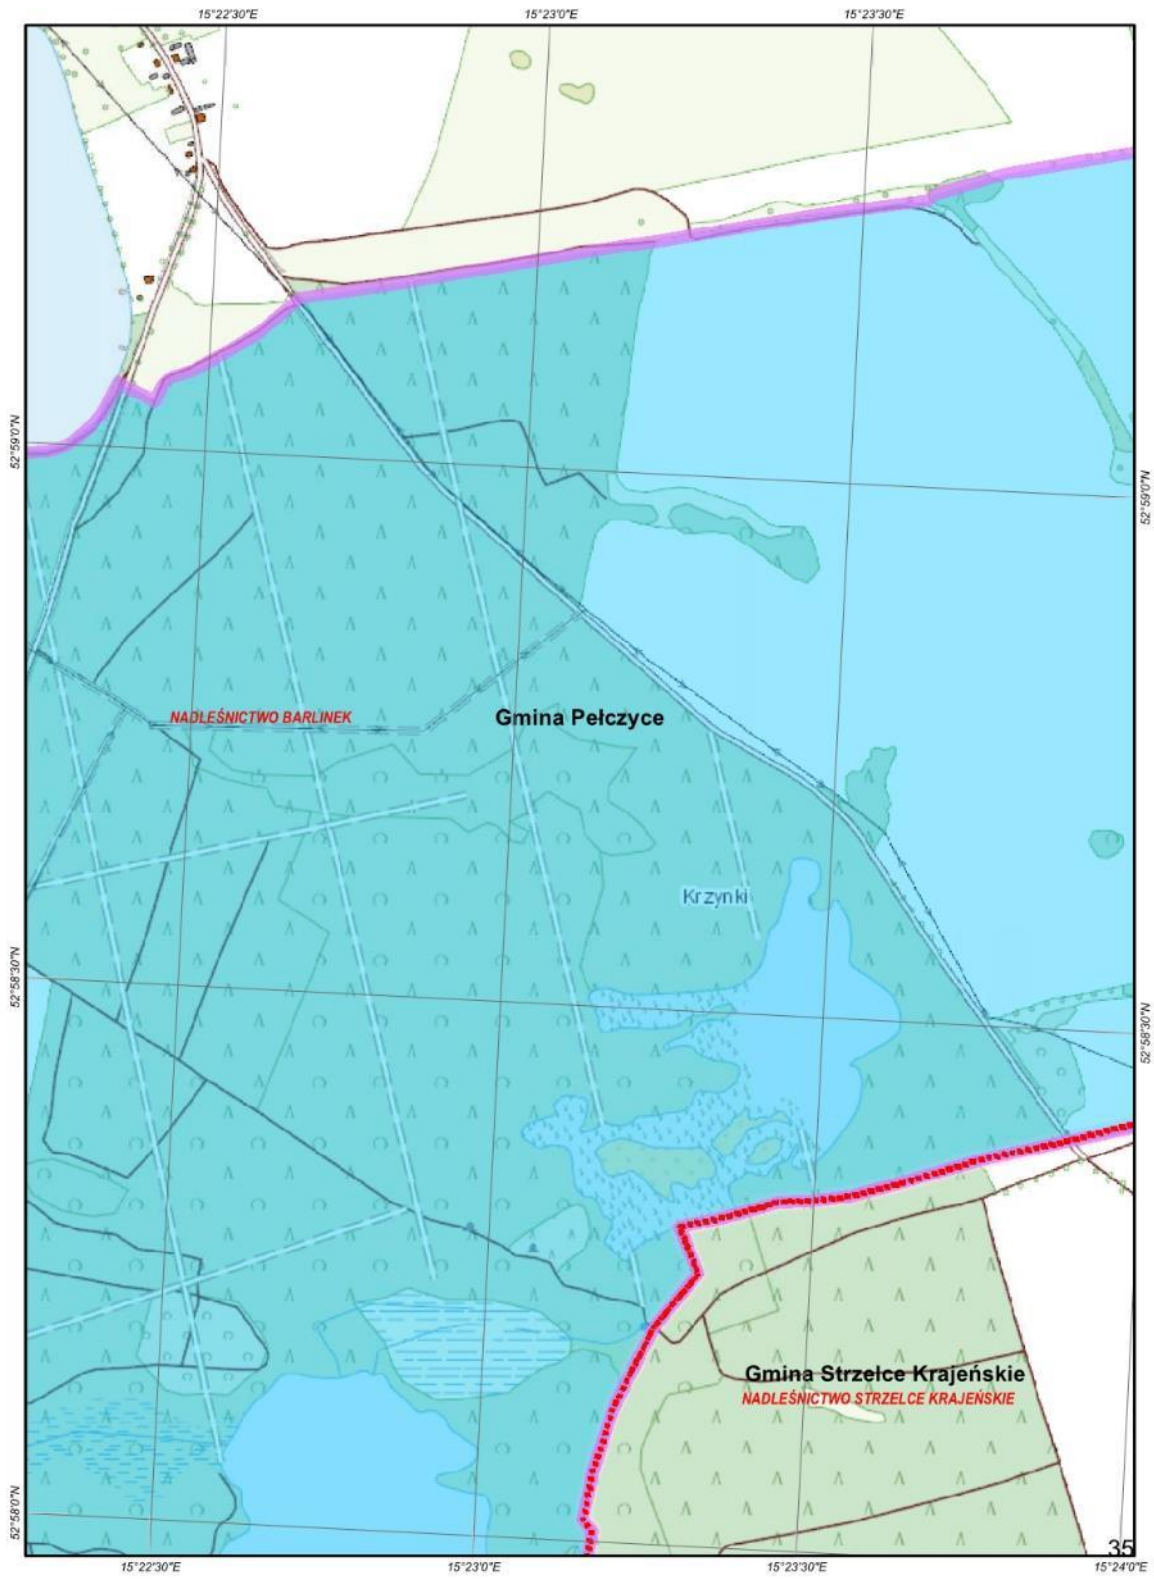 15°22'30"E
15°23'0"E
15°23'30"E
52°59'0"N
52°59'0"N
NADLEŚNICTWO BARLINEK
Gmina Pełczyce
Krzynki
52°58'30"N
52°58'30"N
Gmina Strzelce Krajeńskie
NADLEŚNICTWO STRZELCE KRAJEŃSKIE
52°58'0"N
35
15°22'30"E
15°23'0"E
15°23'30"E
15°24'0"E